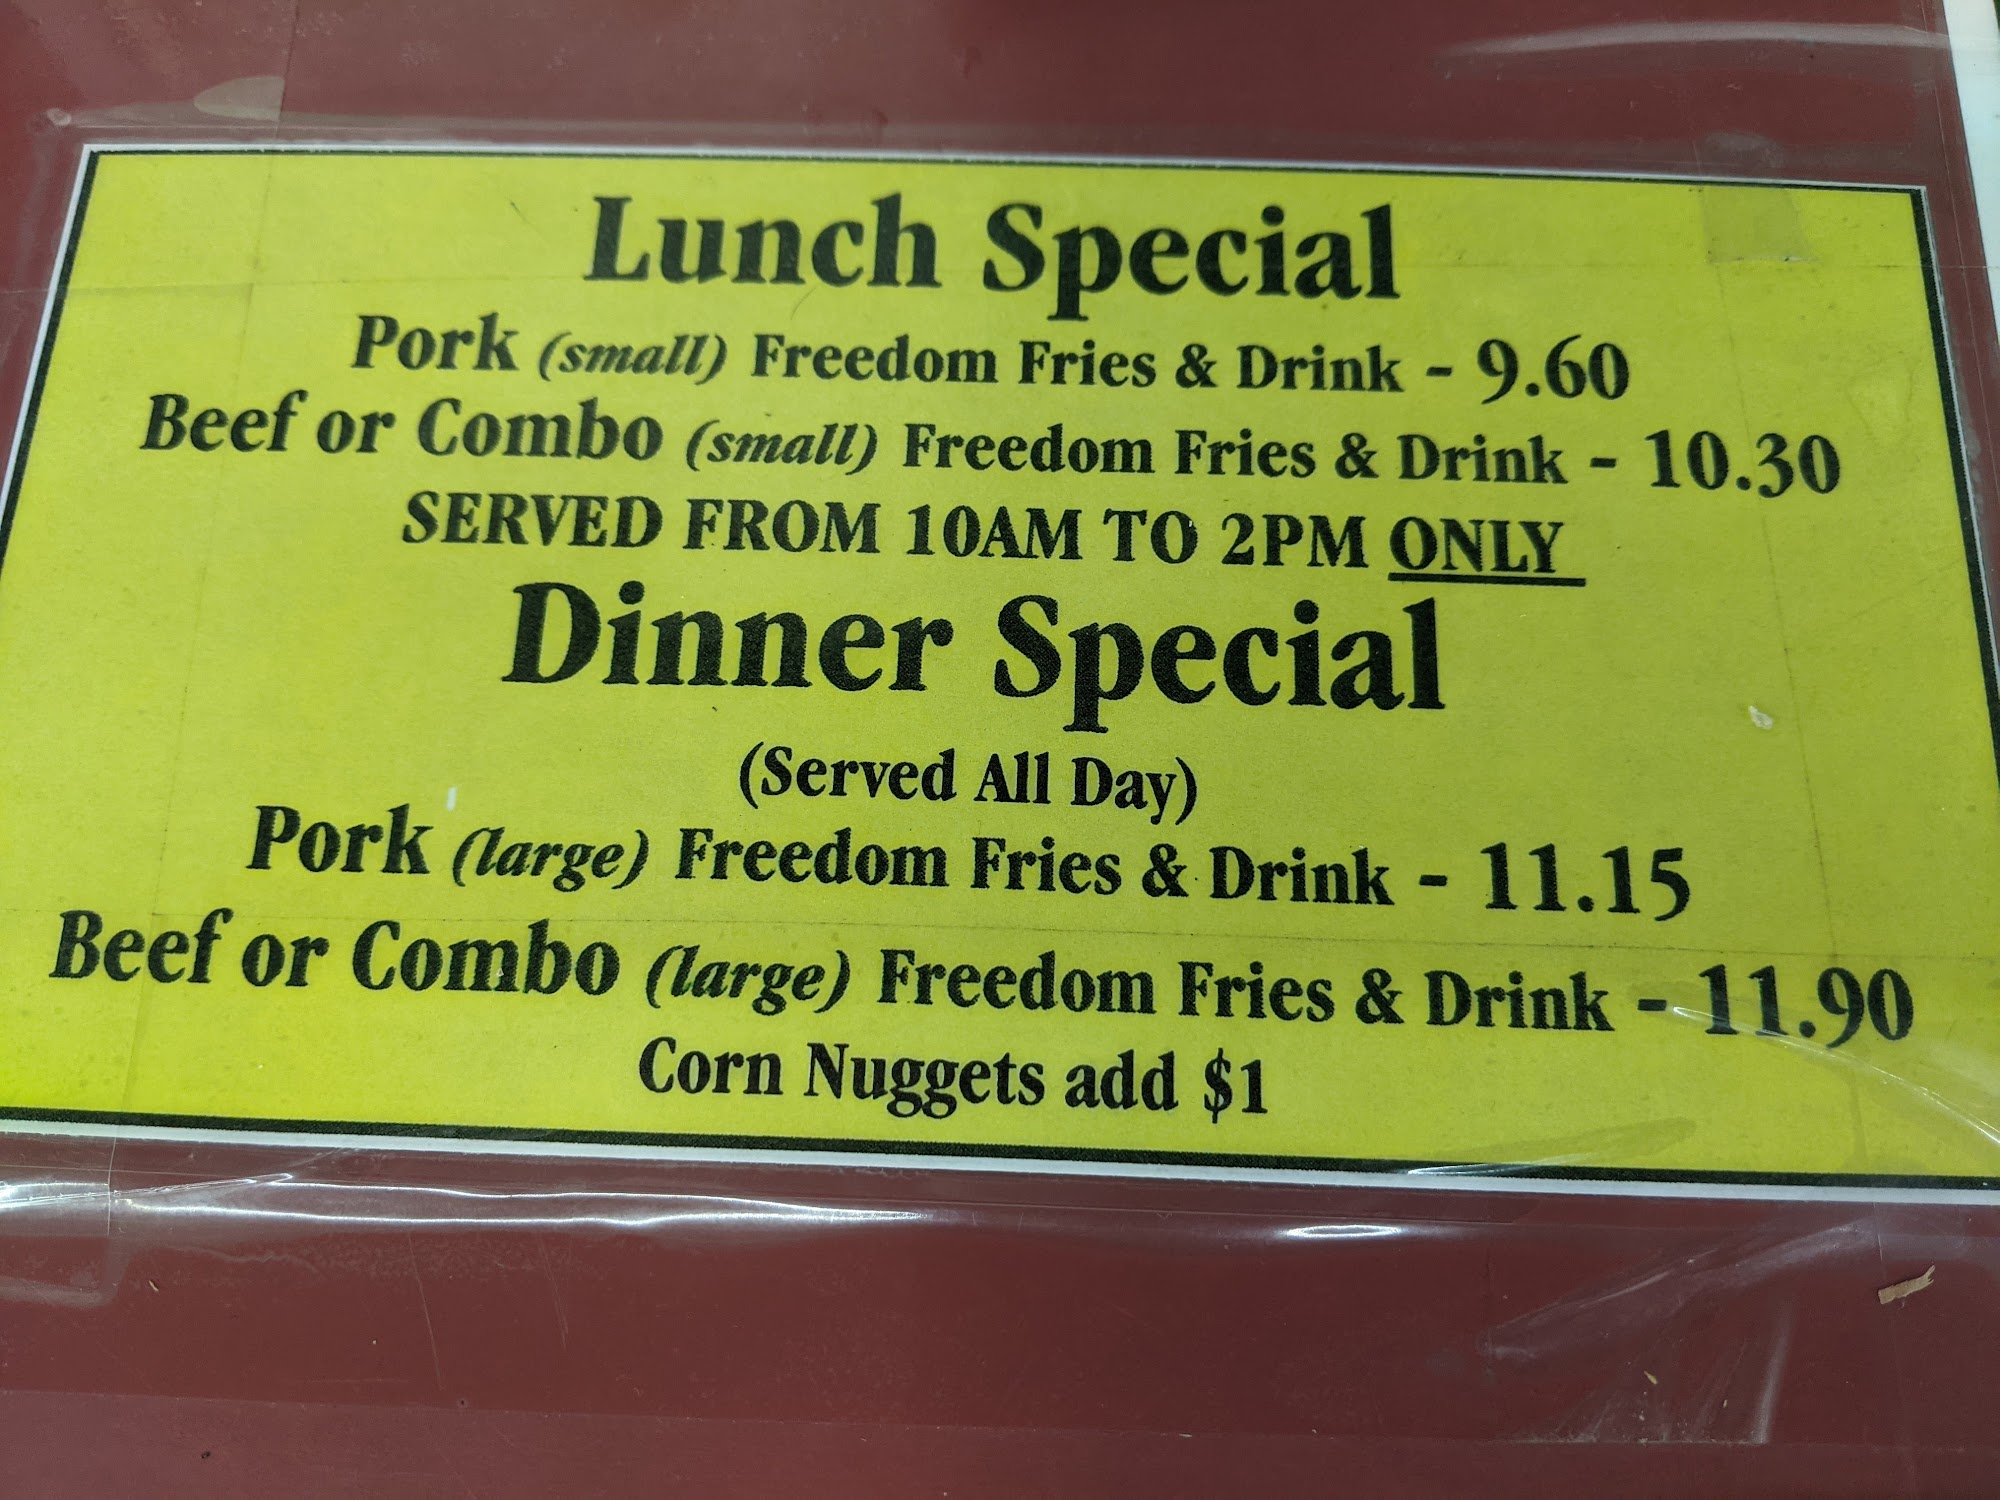 Lunch Special
Pork (small) Freedom Fries & Drink - 9.60
Beef or Combo (small) Freedom Fries & Drink - 10.30
SERVED FROM 10AM TO 2PM ONLY
Dinner Special
(Served All Day)
Pork (large) Freedom Fries & Drink - 11.15
Beef or Combo (large) Freedom Fries & Drink - 11.90
Corn Nuggets add $1